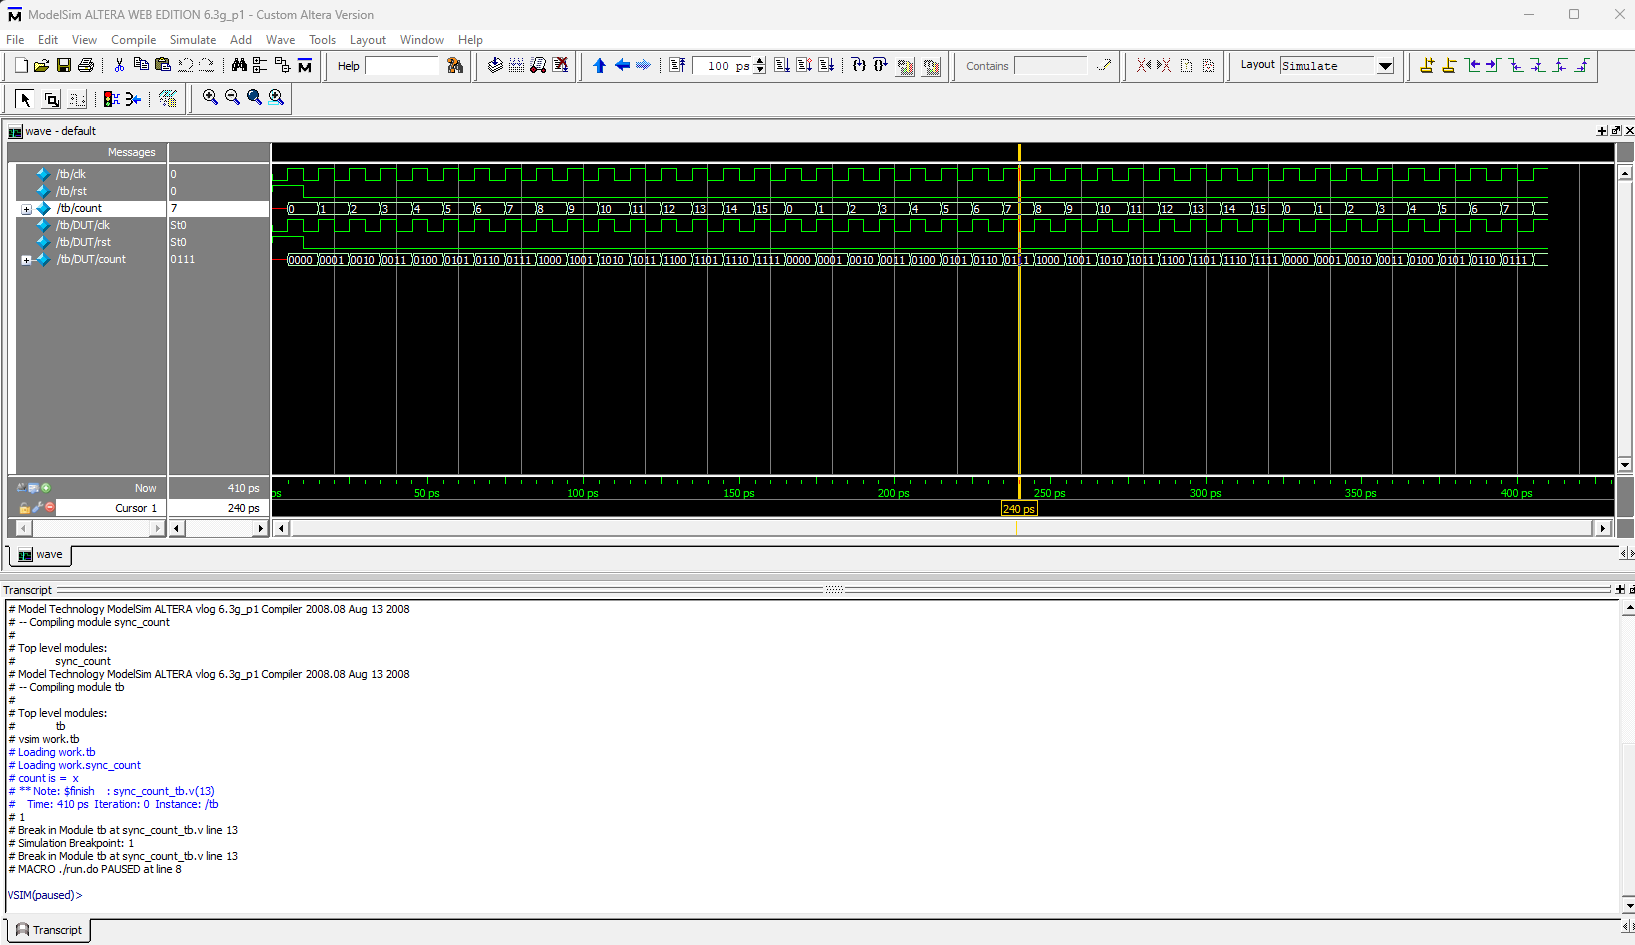 ModelSim ALTERA WEB EDITION 6.3g_p1 - Custom Altera Version
File Edit View Compile Simulate Add Wave Tools Layout Window Help
Help 100 ps Contains Layout Simulate
wave - default
Messages
/tb/clk 0
/tb/rst 0
/tb/count 7 0 1 2 3 4 5 6 7 8 9 10 11 12 13 14 15 0 1 2 3 4 5 6 7 8 9 10 11 12 13 14 15 0 1 2 3 4 5 6 7
/tb/DUT/clk St0
/tb/DUT/rst St0
/tb/DUT/count 0111 0000 0001 0010 0011 0100 0101 0110 0111 1000 1001 1010 1011 1100 1101 1110 1111 0000 0001 0010 0011 0100 0101 0110 0111 1000 1001 1010 1011 1100 1101 1110 1111 0000 0001 0010 0011 0100 0101 0110 0111
Now 410 ps ps 50 ps 100 ps 150 ps 200 ps 250 ps 300 ps 350 ps 400 ps
Cursor 1 240 ps 240 ps
wave
Transcript
# Model Technology ModelSim ALTERA vlog 6.3g_p1 Compiler 2008.08 Aug 13 2008
# -- Compiling module sync_count
#
# Top level modules:
# sync_count
# Model Technology ModelSim ALTERA vlog 6.3g_p1 Compiler 2008.08 Aug 13 2008
# -- Compiling module tb
#
# Top level modules:
# tb
# vsim work.tb
# Loading work.tb
# Loading work.sync_count
# count is = x
# ** Note: $finish : sync_count_tb.v(13)
# Time: 410 ps Iteration: 0 Instance: /tb
# 1
# Break in Module tb at sync_count_tb.v line 13
# Simulation Breakpoint: 1
# Break in Module tb at sync_count_tb.v line 13
# MACRO ./run.do PAUSED at line 8
VSIM(paused)>
Transcript